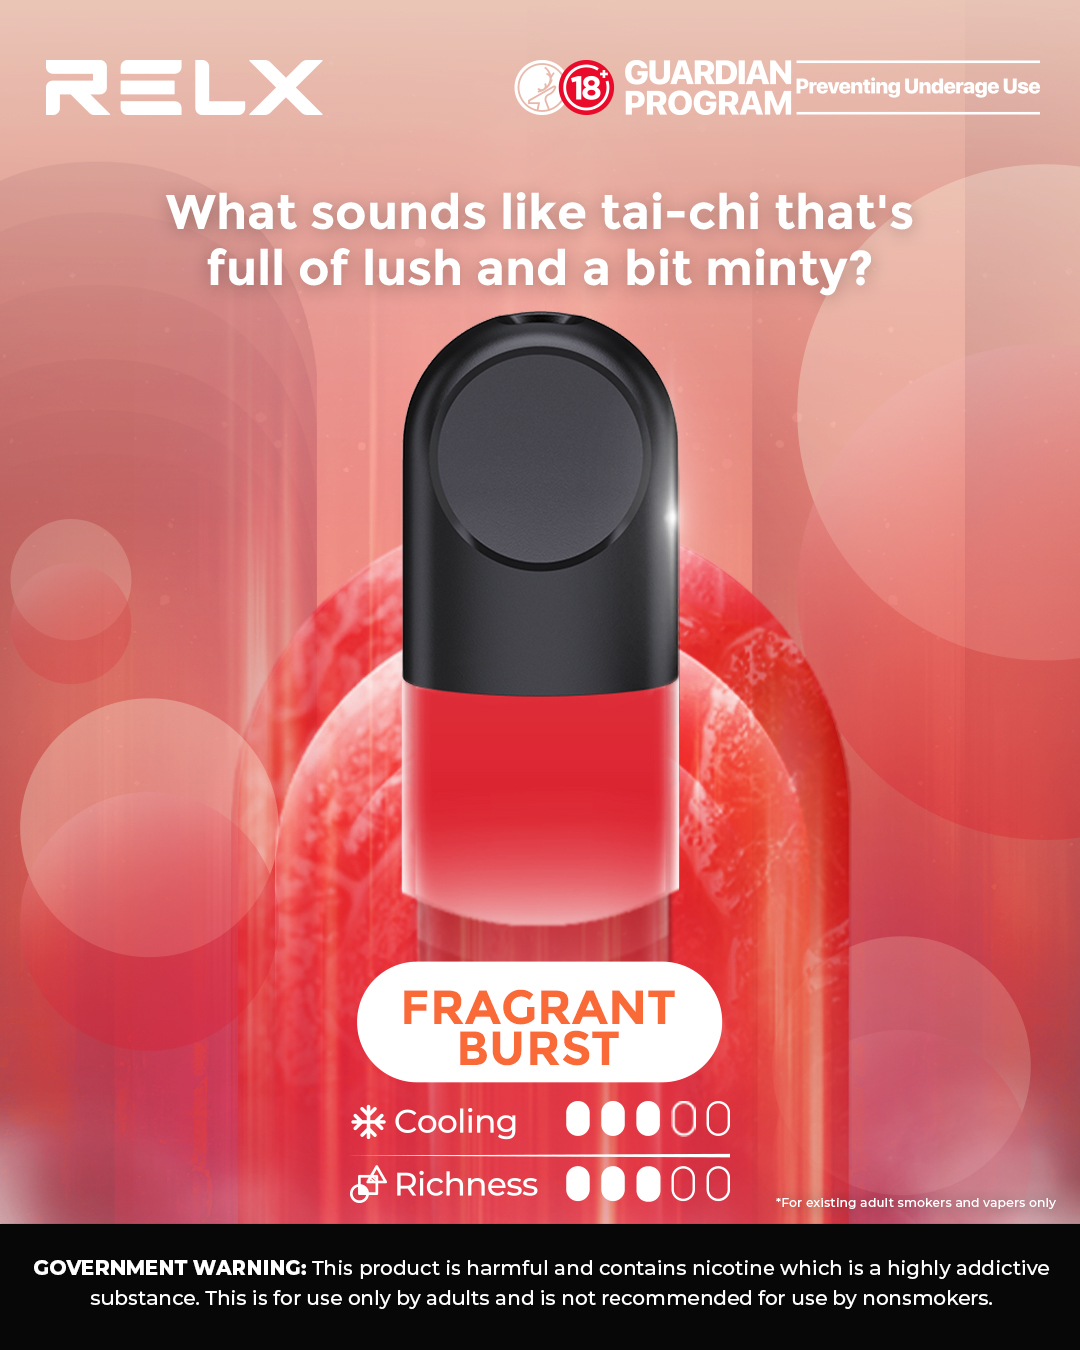 RELX
18+
GUARDIAN
PROGRAM
Preventing Underage Use
What sounds like tai-chi that's
full of lush and a bit minty?
FRAGRANT
BURST
Cooling
Richness
*For existing adult smokers and vapers only
GOVERNMENT WARNING: This product is harmful and contains nicotine which is a highly addictive
substance. This is for use only by adults and is not recommended for use by nonsmokers.